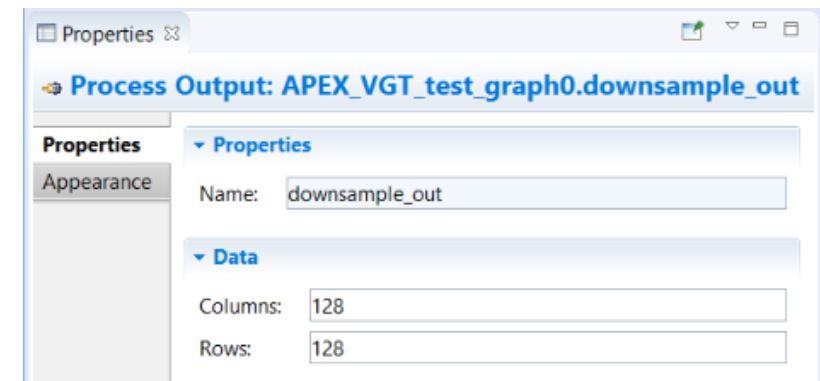 Properties
Process Output: APEX_VGT_test_graph0.downsample_out
Properties
Appearance
Properties
Name: downsample_out
Data
Columns: 128
Rows: 128